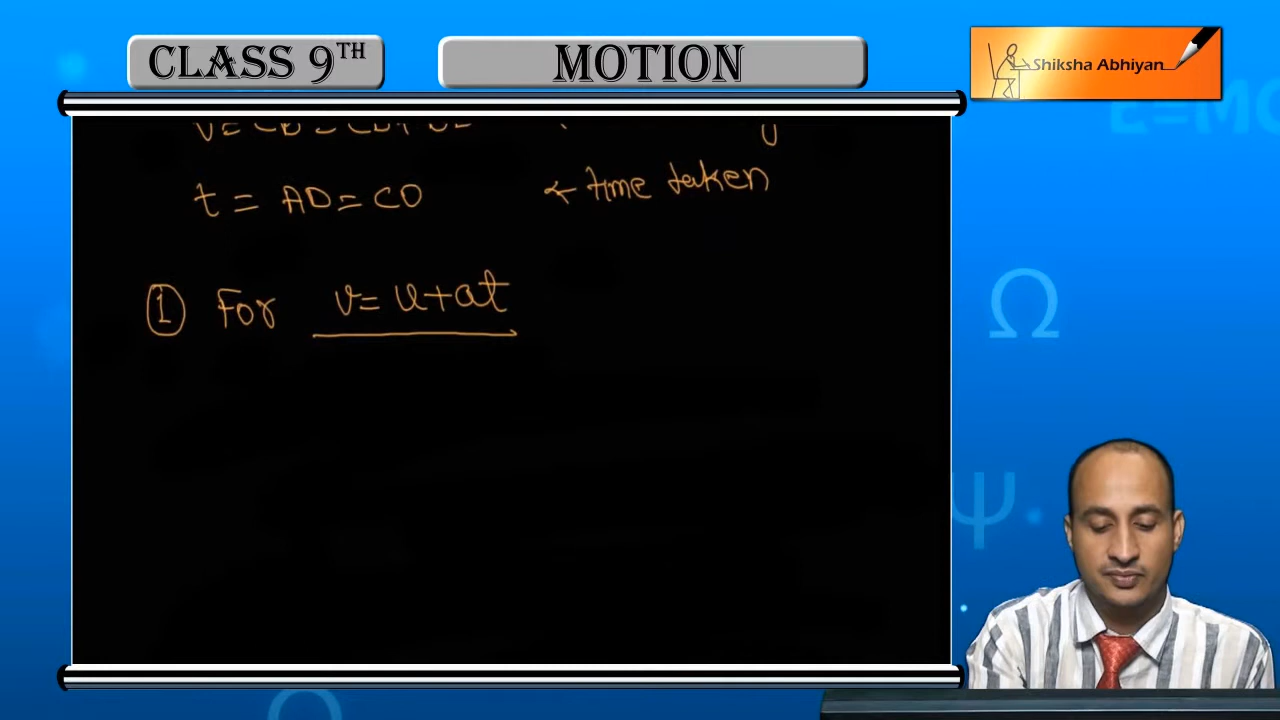 CLASS 9TH
MOTION
Shiksha Abhiyan
t = AD = CO
← time taken
① For v = u + at
Ω
Ψ